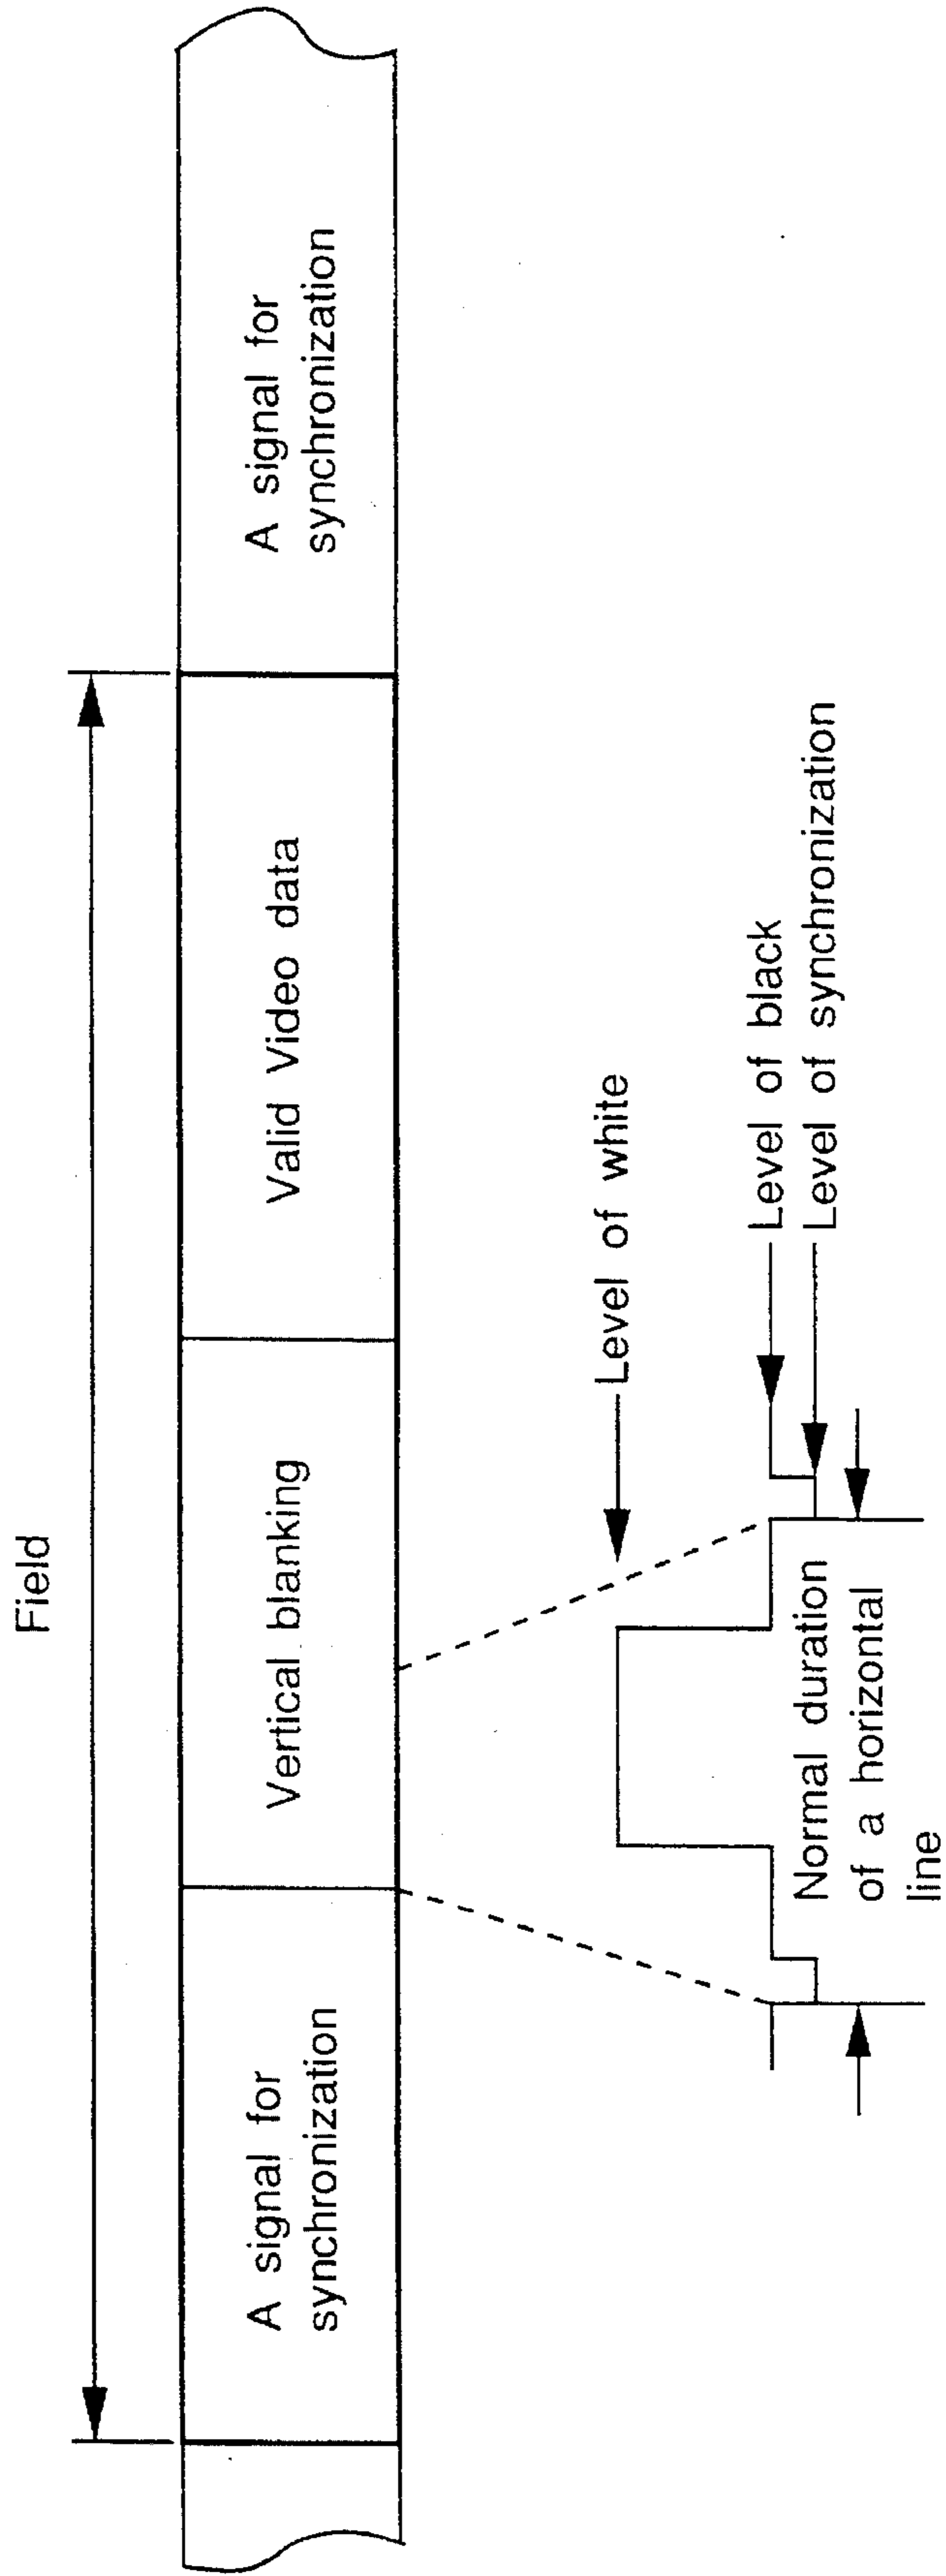 Field
A signal for
synchronization
Vertical blanking
Valid Video data
A signal for
synchronization
Level of white
Level of black
Level of synchronization
Normal duration
of a horizontal
line